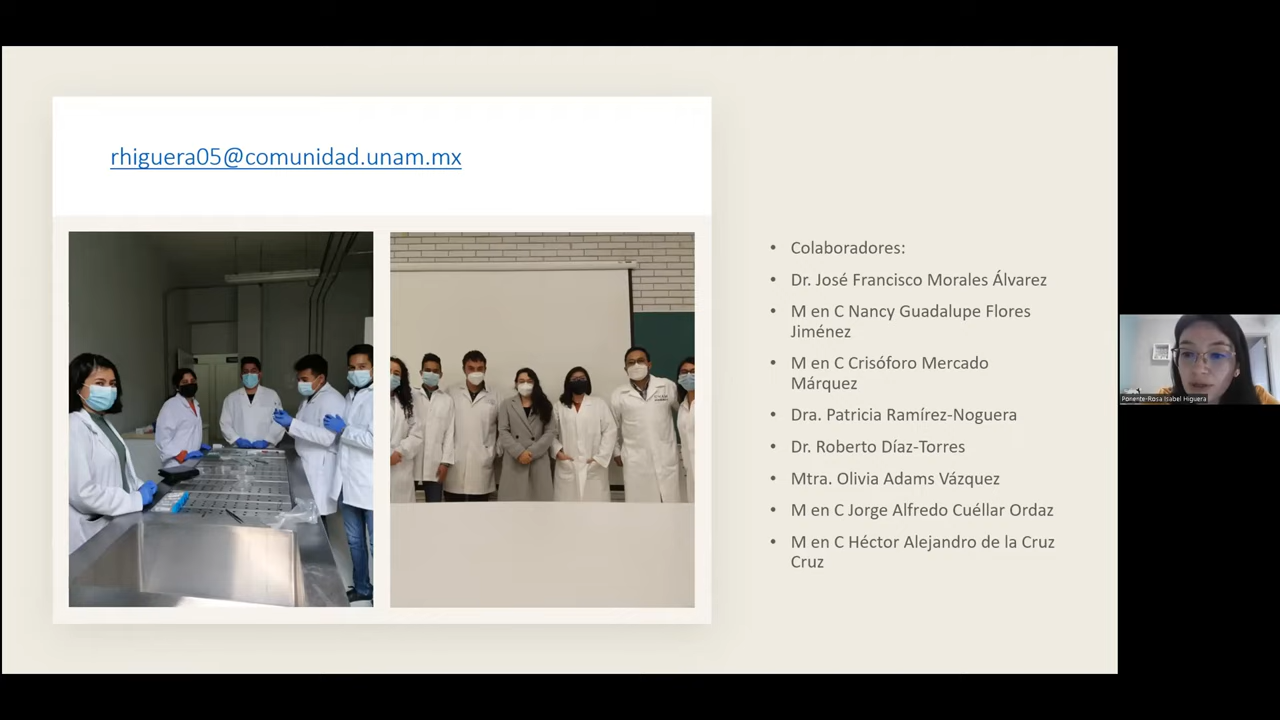 rhiguera05@comunidad.unam.mx
• Colaboradores:
• Dr. José Francisco Morales Álvarez
• M en C Nancy Guadalupe Flores
Jiménez
• M en C Crisóforo Mercado
Márquez
• Dra. Patricia Ramírez-Noguera
• Dr. Roberto Díaz-Torres
• Mtra. Olivia Adams Vázquez
• M en C Jorge Alfredo Cuéllar Ordaz
• M en C Héctor Alejandro de la Cruz
Cruz
Ponente-Rosa Isabel Higuera